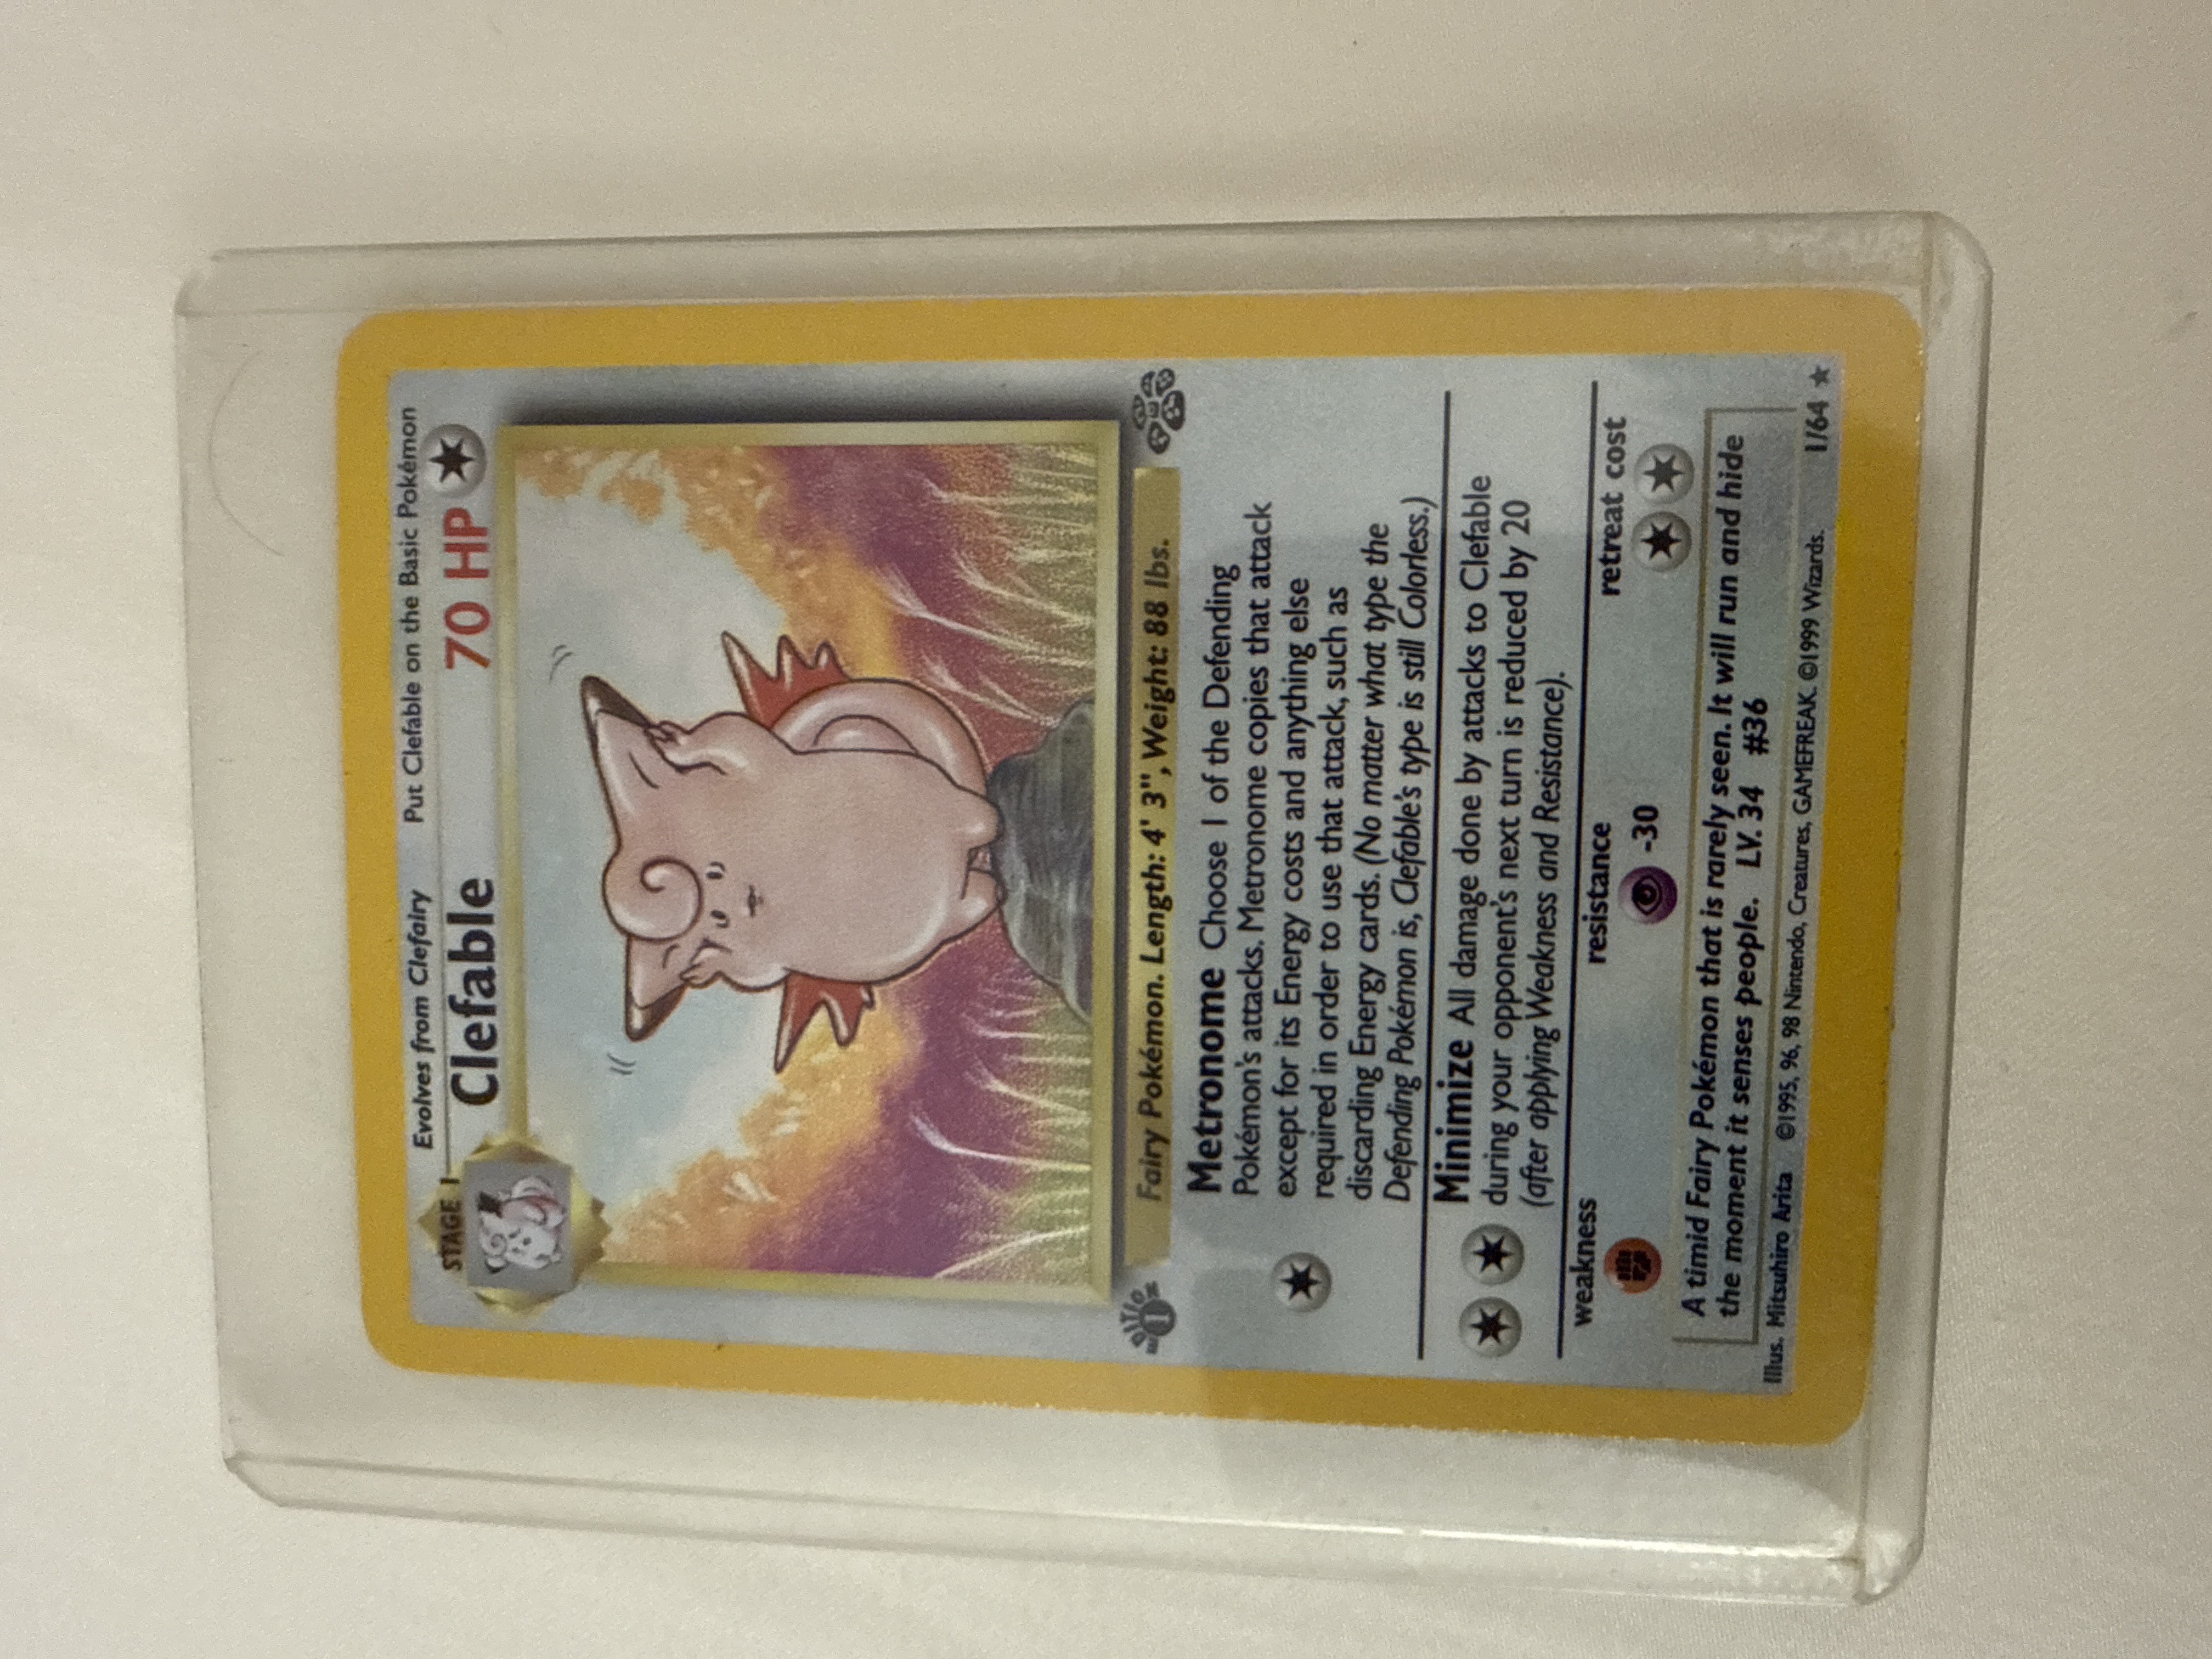 Evolves from Clefairy Put Clefable on the Basic Pokémon
STAGE 1
Clefable 70 HP
EDITION
1
Fairy Pokémon. Length: 4' 3", Weight: 88 lbs.
Metronome Choose 1 of the Defending
Pokémon's attacks. Metronome copies that attack
except for its Energy costs and anything else
required in order to use that attack, such as
discarding Energy cards. (No matter what type the
Defending Pokémon is, Clefable's type is still Colorless.)
Minimize All damage done by attacks to Clefable
during your opponent's next turn is reduced by 20
(after applying Weakness and Resistance).
weakness resistance retreat cost
-30
A timid Fairy Pokémon that is rarely seen. It will run and hide
the moment it senses people. LV. 34 #36
Illus. Mitsuhiro Arita ©1995, 96, 98 Nintendo, Creatures, GAMEFREAK. ©1999 Wizards. 1/64 ★